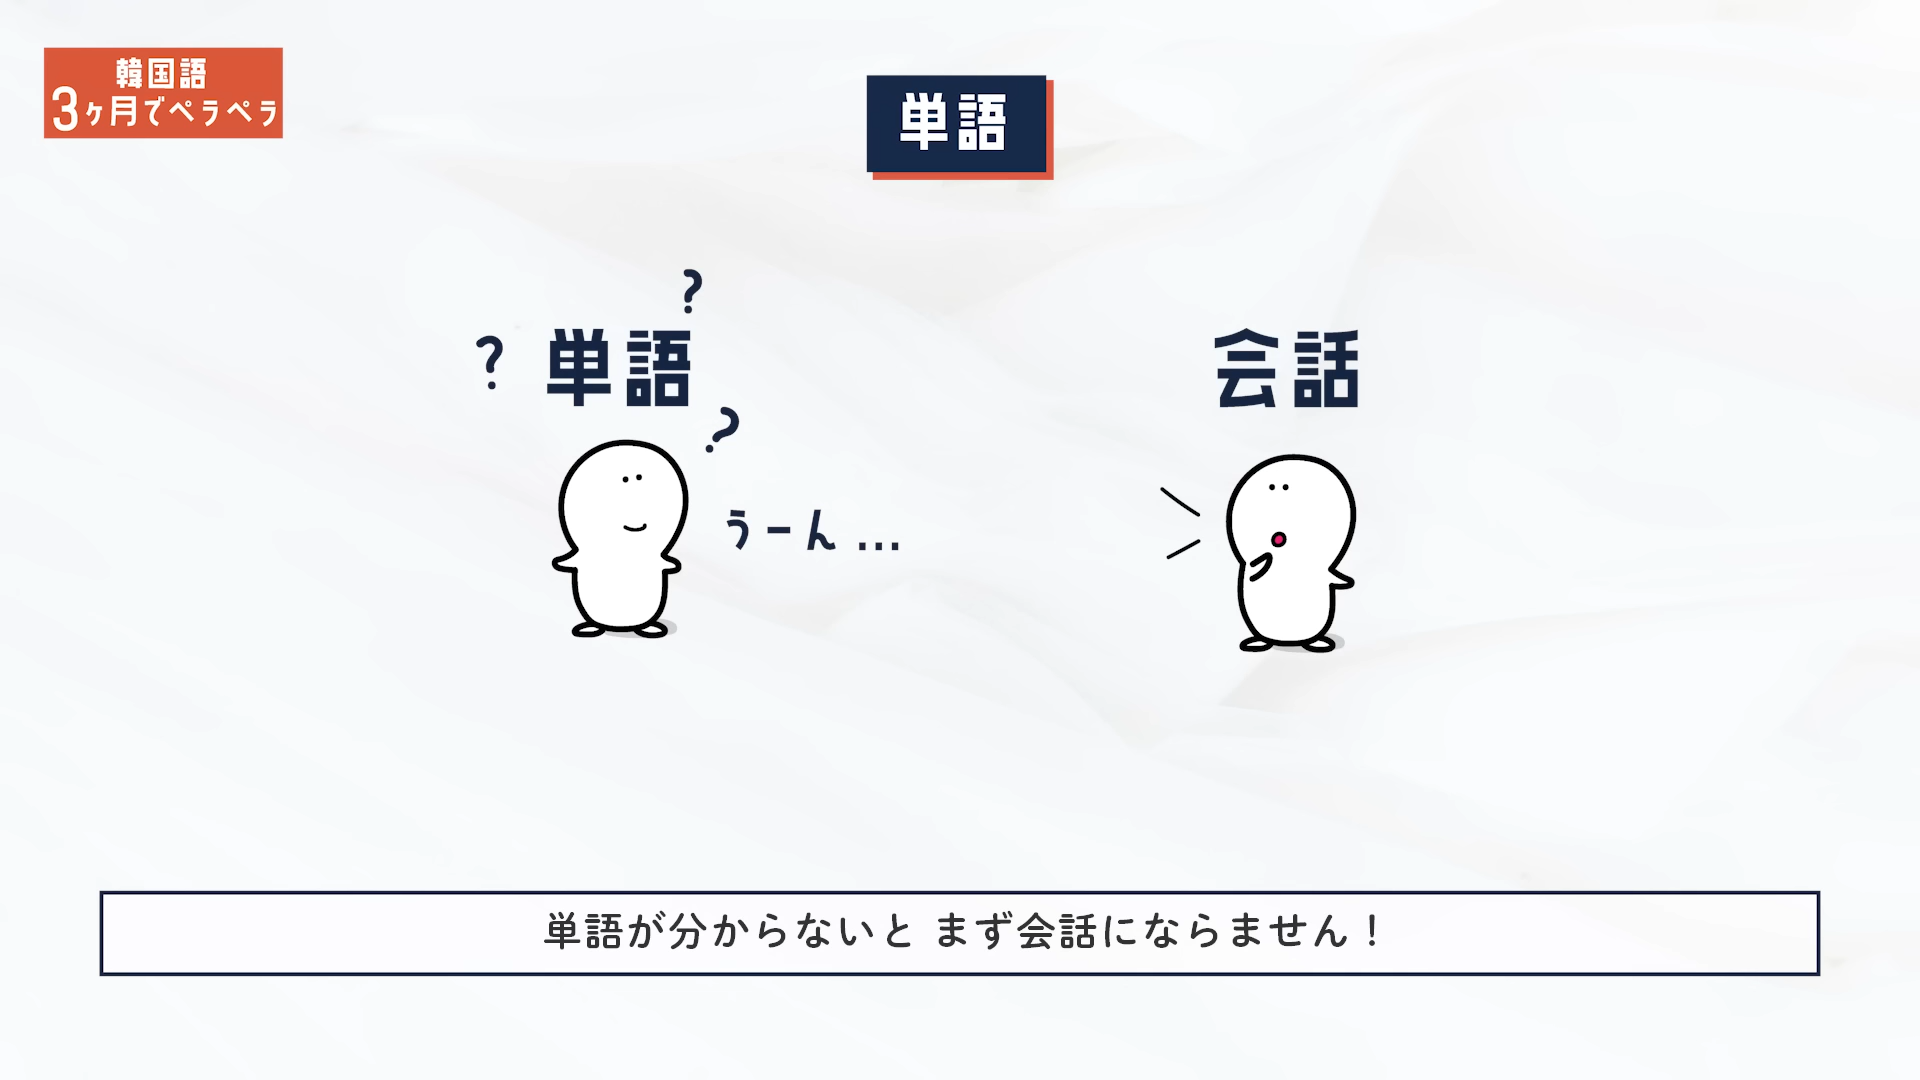 韓国語
3ヶ月でペラペラ
単語
?
? 単語
?
うーん...
会話
単語が分からないと まず会話にならません！